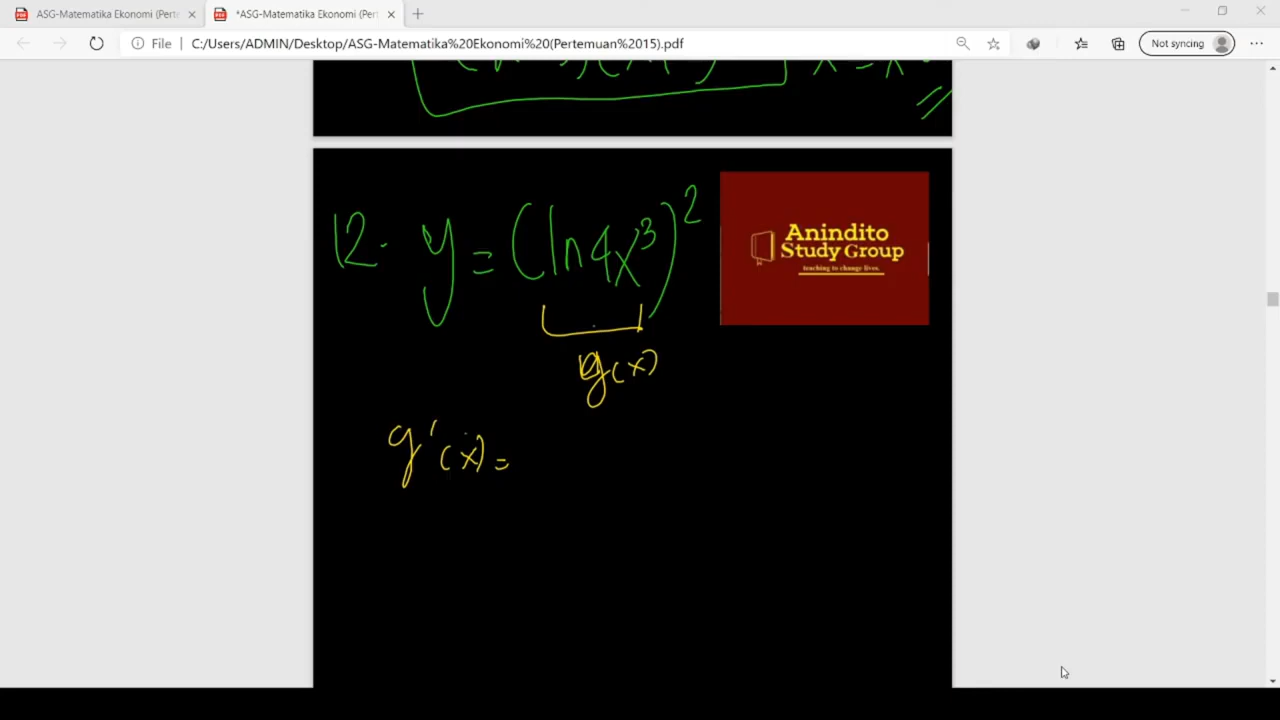 ASG-Matematika Ekonomi (Perte
*ASG-Matematika Ekonomi (Pert
File | C:/Users/ADMIN/Desktop/ASG-Matematika%20Ekonomi%20(Pertemuan%2015).pdf
Not syncing
12. y = (ln 4x³)²
Anindito
Study Group
teaching to change lives.
g(x)
g'(x) =